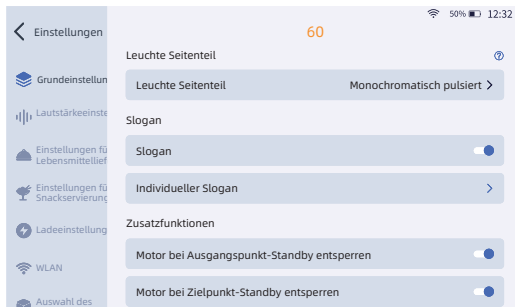 50% 12:32
Einstellungen
60
Leuchte Seitenteil
Grundeinstellun
Leuchte Seitenteil Monochromatisch pulsiert
Lautstärkeeinste
Slogan
Einstellungen fü
Lebensmittellief
Slogan
Einstellungen fü
Snackservierung
Individueller Slogan
Ladeeinstellung
Zusatzfunktionen
WLAN
Motor bei Ausgangspunkt-Standby entsperren
Auswahl des
Motor bei Zielpunkt-Standby entsperren